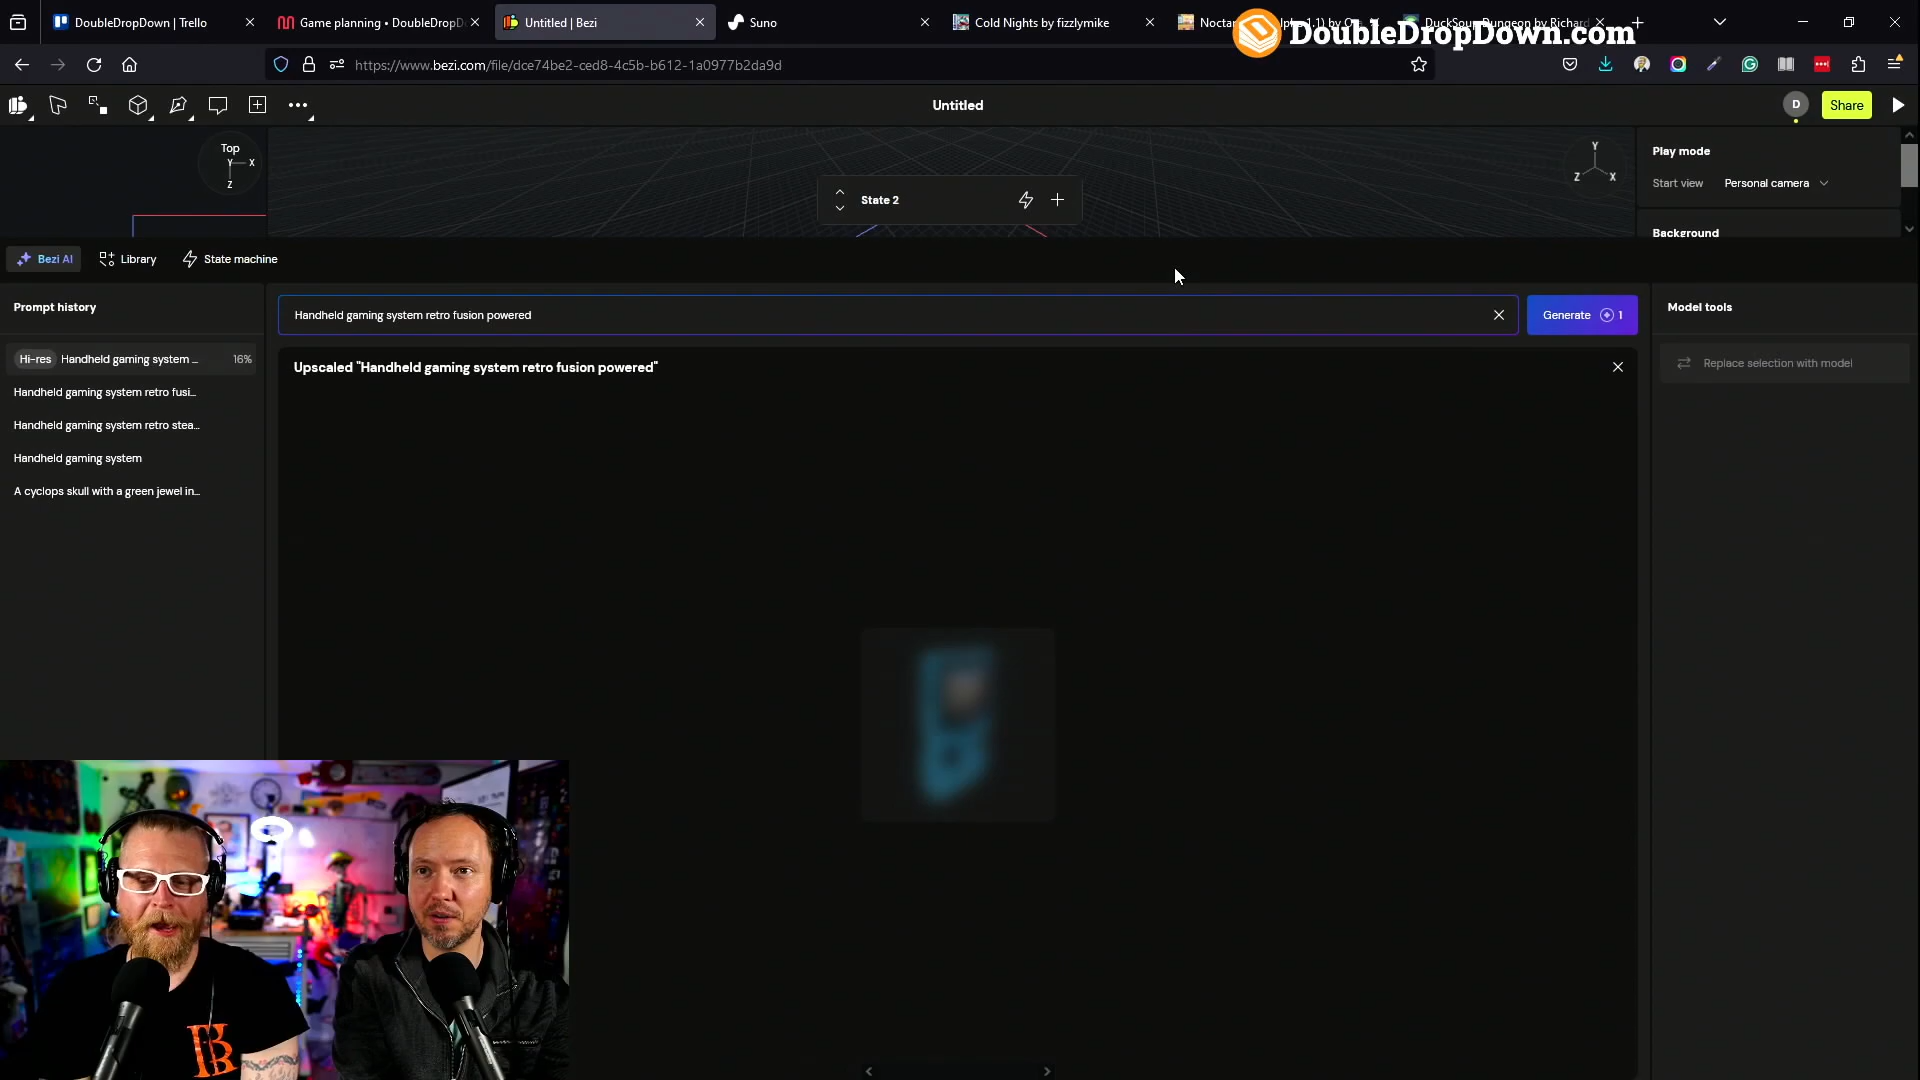 DoubleDropDown | Trello
Game planning • DoubleDropD
Untitled | Bezi
Suno
Cold Nights by fizzlymike
DuckSoup Dungeon by Richard
DoubleDropDown.com
https://www.bezi.com/file/dce74be2-ced8-4c5b-b612-1a0977b2da9d
Untitled
D
Share
Top
Y
X
Z
State 2
Y
Z
X
Play mode
Start view
Personal camera
Background
Bezi AI
Library
State machine
Prompt history
Handheld gaming system retro fusion powered
Generate
1
Model tools
Hi-res
Handheld gaming system ...
16%
Upscaled "Handheld gaming system retro fusion powered"
Replace selection with model
Handheld gaming system retro fusi...
Handheld gaming system retro stea...
Handheld gaming system
A cyclops skull with a green jewel in...